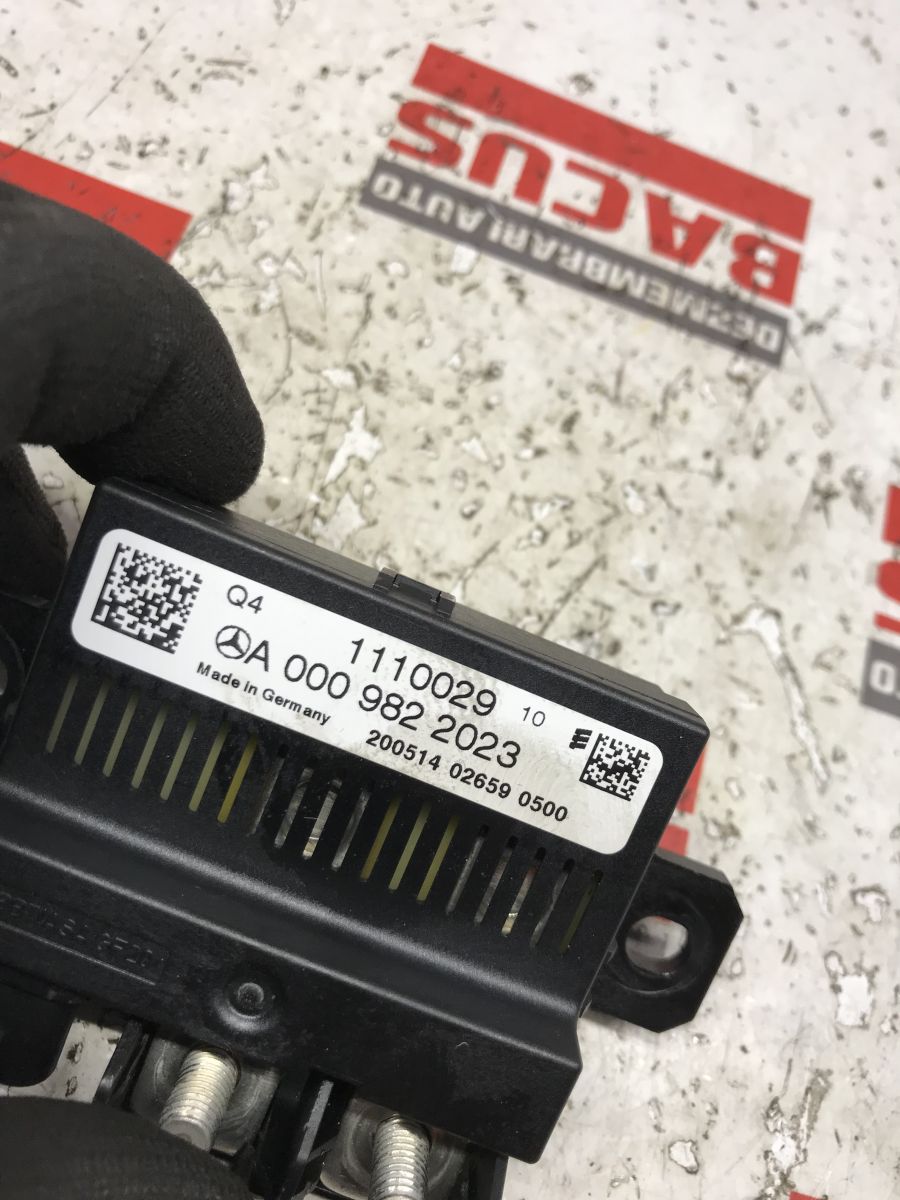 BACUS
DEZMEMBRARI AUTO
Q4
1110029 10
A 000 982 2023
Made in Germany
200514 02659 0500